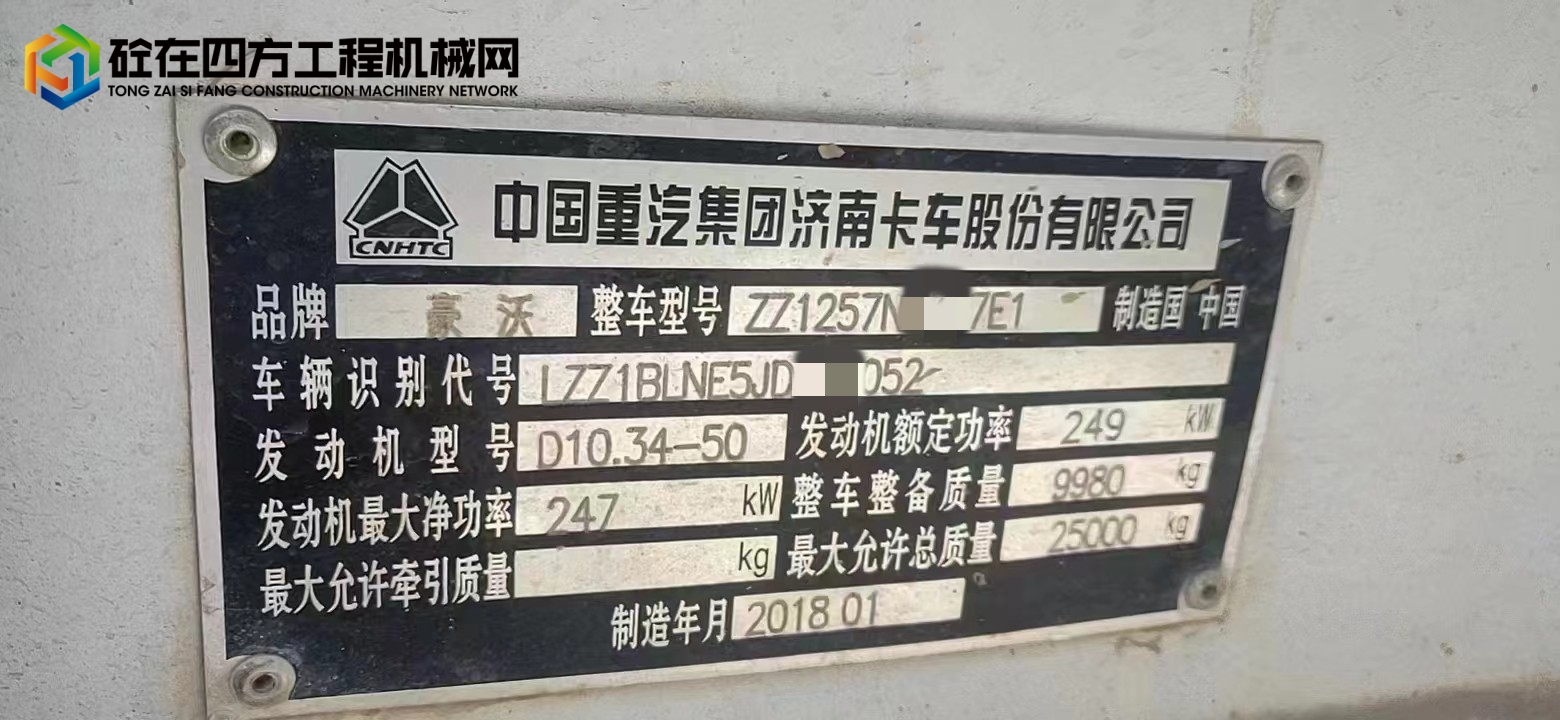 砼在四方工程机械网
TONG ZAI SI FANG CONSTRUCTION MACHINERY NETWORK
CNHTC
中国重汽集团济南卡车股份有限公司
品牌 豪沃 整车型号 ZZ1257N 7E1 制造国 中国
车辆识别代号 LZZ1BLNE5JD 052
发动机型号 D10.34-50 发动机额定功率 249 kW
发动机最大净功率 247 kW 整车整备质量 9980 kg
最大允许牵引质量 kg 最大允许总质量 25000 kg
制造年月 2018 01